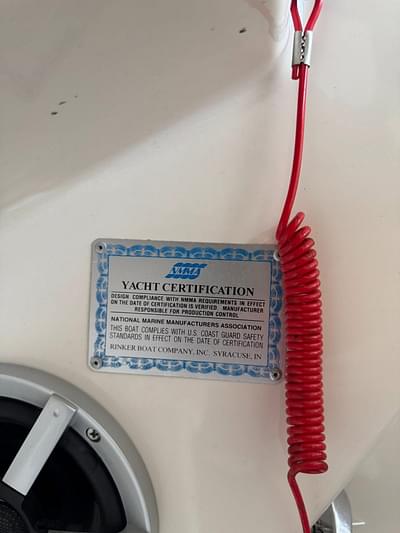 NMMA
YACHT CERTIFICATION
DESIGN COMPLIANCE WITH NMMA REQUIREMENTS IN EFFECT
ON THE DATE OF CERTIFICATION IS VERIFIED. MANUFACTURER
RESPONSIBLE FOR PRODUCTION CONTROL.
NATIONAL MARINE MANUFACTURERS ASSOCIATION
THIS BOAT COMPLIES WITH U.S. COAST GUARD SAFETY
STANDARDS IN EFFECT ON THE DATE OF CERTIFICATION
RINKER BOAT COMPANY, INC. SYRACUSE, IN